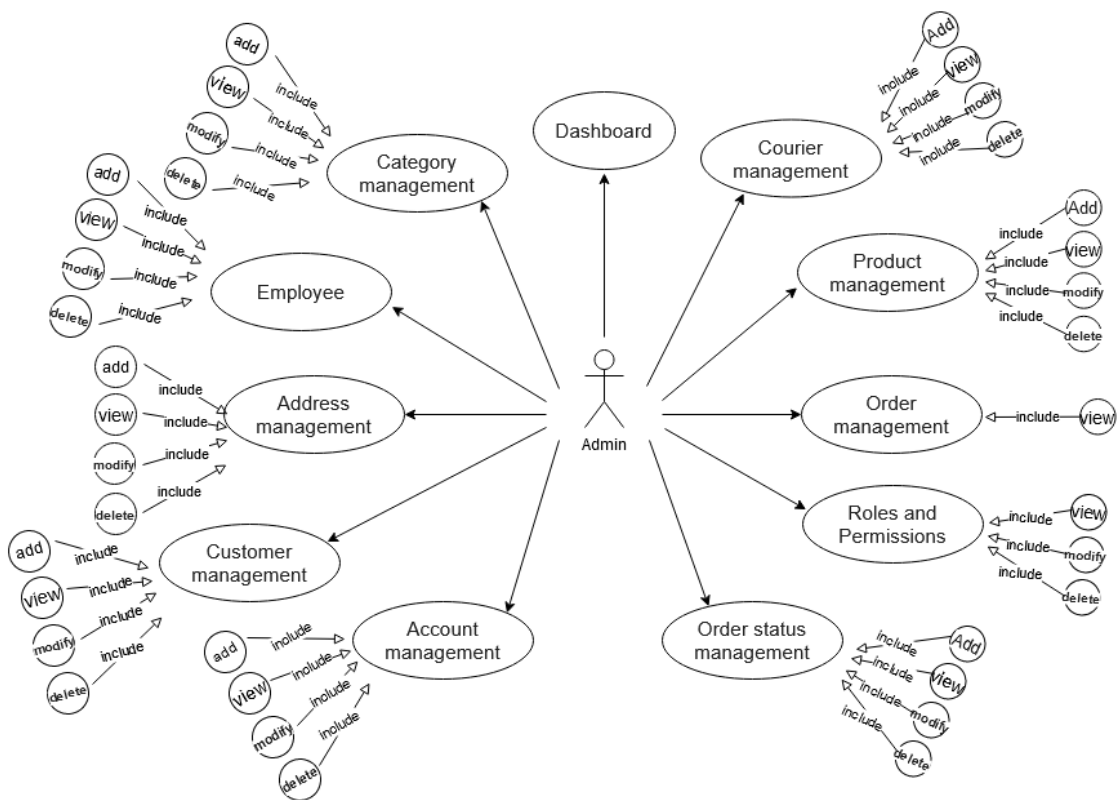 add
include
view
include
modify
include
delete
include
Category
management
Dashboard
Add
include
view
include
modify
include
delete
include
Courier
management
add
include
view
include
modify
include
delete
include
Employee
Add
include
view
include
modify
include
delete
include
Product
management
add
include
view
include
modify
include
delete
include
Address
management
Admin
Order
management
include
view
add
include
view
include
modify
include
delete
include
Customer
management
Roles and
Permissions
include
view
include
modify
include
delete
add
include
view
include
modify
include
delete
include
Account
management
Order status
management
include
Add
include
view
include
modify
include
delete